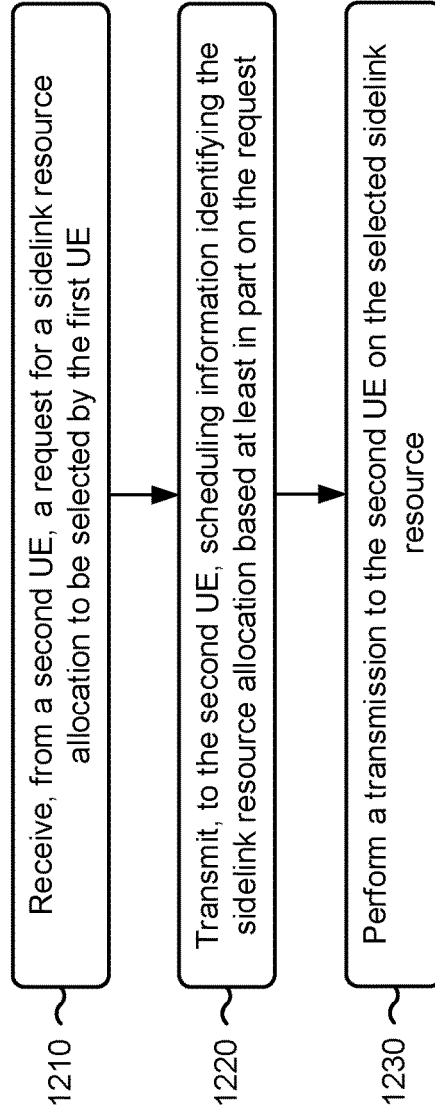 1210
Receive, from a second UE, a request for a sidelink resource
allocation to be selected by the first UE
1220
Transmit, to the second UE, scheduling information identifying the
sidelink resource allocation based at least in part on the request
1230
Perform a transmission to the second UE on the selected sidelink
resource